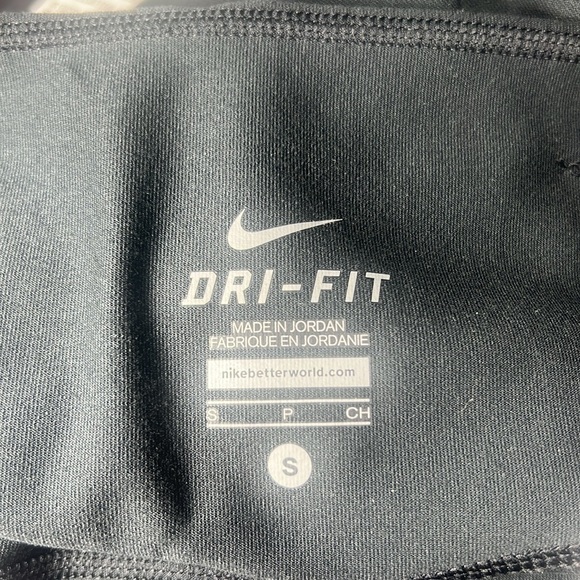 DRI-FIT
MADE IN JORDAN
FABRIQUE EN JORDANIE
nikebetterworld.com
S P CH
S